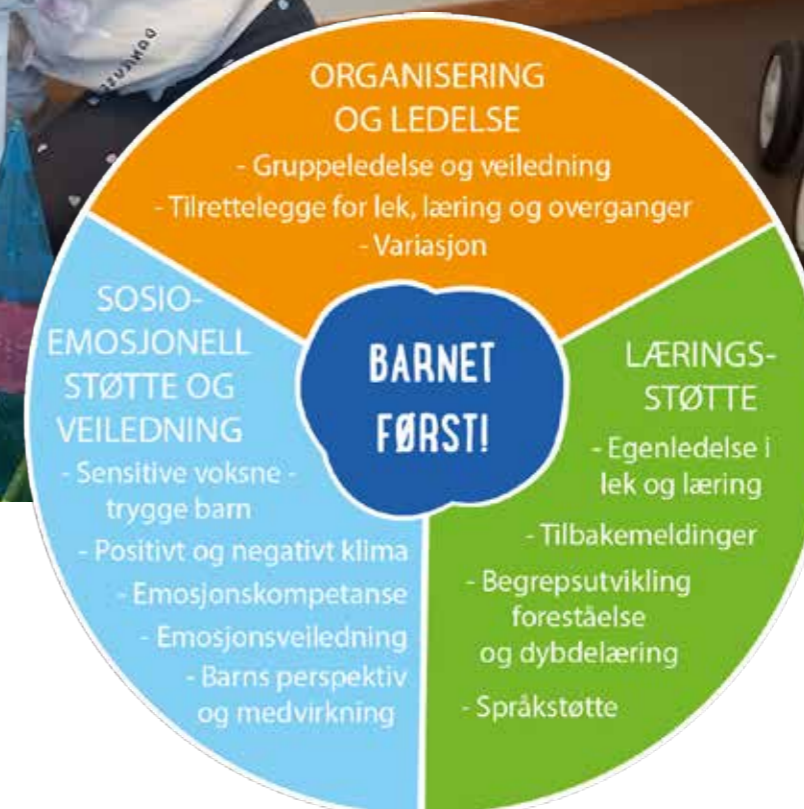 ORGANISERING
OG LEDELSE
- Gruppeledelse og veiledning
- Tilrettelegge for lek, læring og overganger
- Variasjon
SOSIO-
EMOSJONELL
STØTTE OG
VEILEDNING
- Sensitive voksne -
trygge barn
- Positivt og negativt klima
- Emosjonskompetanse
- Emosjonsveiledning
- Barns perspektiv
og medvirkning
BARNET
FØRST!
LÆRINGS-
STØTTE
- Egenledelse i
lek og læring
- Tilbakemeldinger
- Begrepsutvikling
foreståelse
og dybdelæring
- Språkstøtte